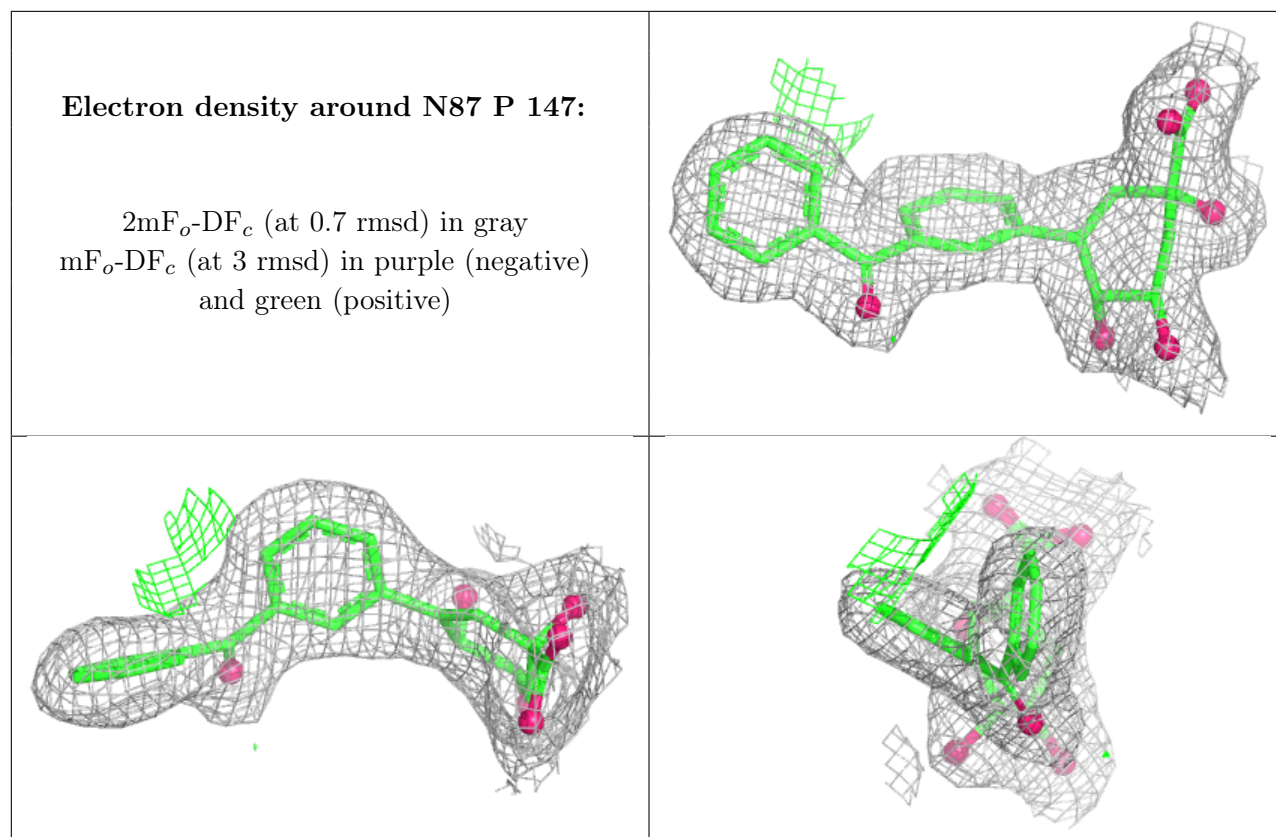 Electron density around N87 P 147:
2mFo-DFc (at 0.7 rmsd) in gray
mFo-DFc (at 3 rmsd) in purple (negative)
and green (positive)